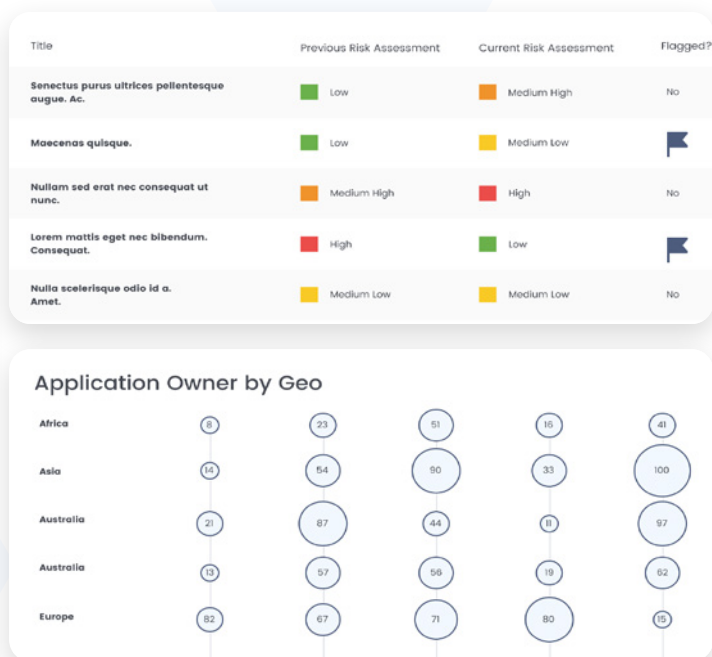 Title Previous Risk Assessment Current Risk Assessment Flagged?
Senectus purus ultrices pellentesque
augue. Ac.
Low Medium High No
Maecenas quisque. Low Medium Low
Nullam sed erat nec consequat ut
nunc.
Medium High High No
Lorem mattis eget nec bibendum.
Consequat.
High Low
Nulla scelerisque odio id a.
Amet.
Medium Low Medium Low No
Application Owner by Geo
Africa 8 23 51 16 41
Asia 14 54 90 33 100
Australia 21 87 44 11 97
Australia 13 57 56 19 62
Europe 82 67 71 80 15